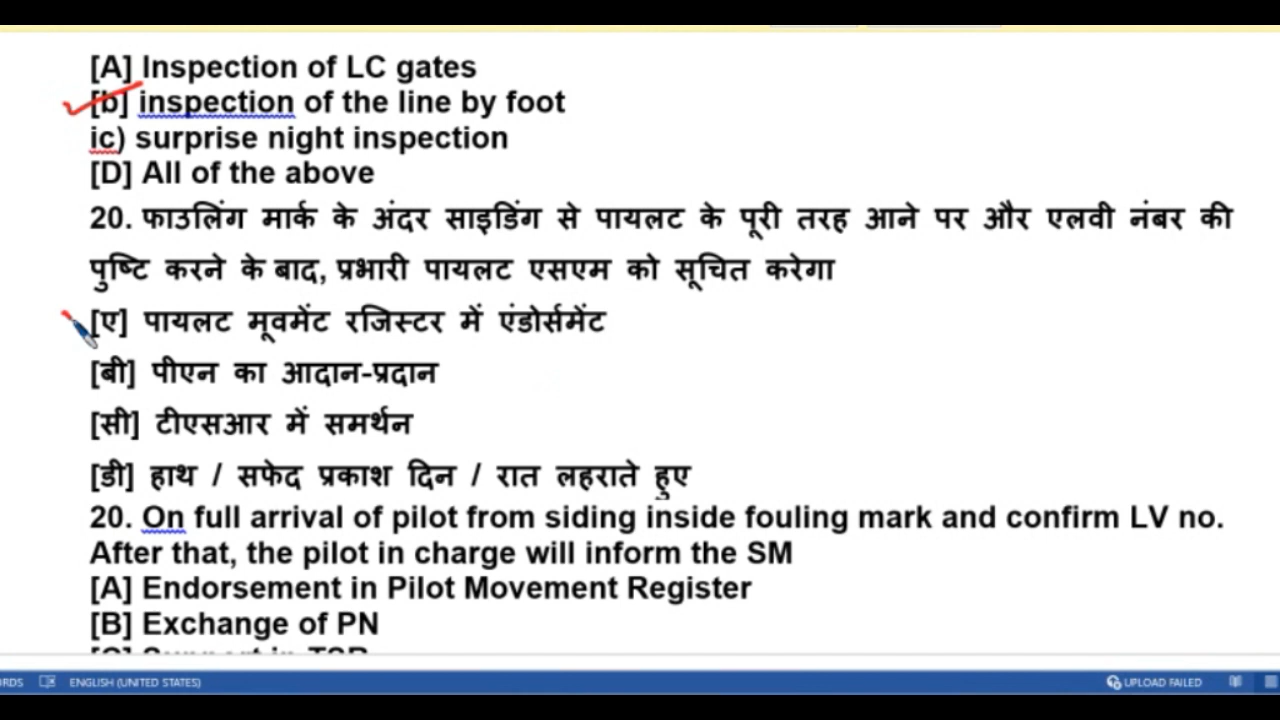 [A] Inspection of LC gates
[b] inspection of the line by foot
ic) surprise night inspection
[D] All of the above
20. फाउलिंग मार्क के अंदर साइडिंग से पायलट के पूरी तरह आने पर और एलवी नंबर की
पुष्टि करने के बाद, प्रभारी पायलट एसएम को सूचित करेगा
[ए] पायलट मूवमेंट रजिस्टर में एंडोर्समेंट
[बी] पीएन का आदान-प्रदान
[सी] टीएसआर में समर्थन
[डी] हाथ / सफेद प्रकाश दिन / रात लहराते हुए
20. On full arrival of pilot from siding inside fouling mark and confirm LV no.
After that, the pilot in charge will inform the SM
[A] Endorsement in Pilot Movement Register
[B] Exchange of PN
ORDS ENGLISH (UNITED STATES) UPLOAD FAILED